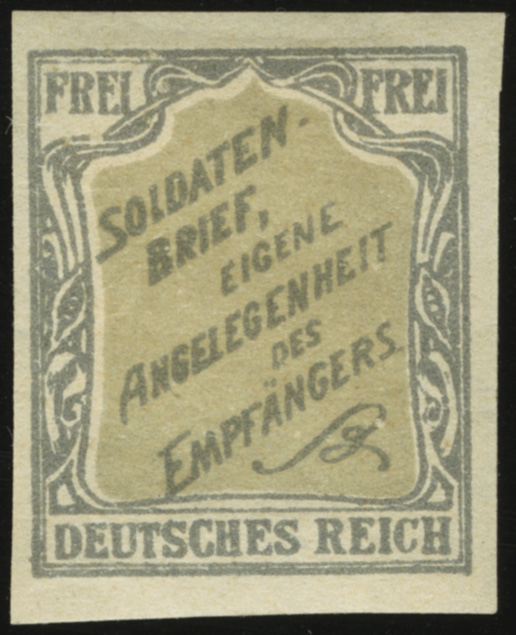 FREI FREI
SOLDATEN-
BRIEF,
EIGENE
ANGELEGENHEIT
DES
EMPFÄNGERS
DEUTSCHES REICH